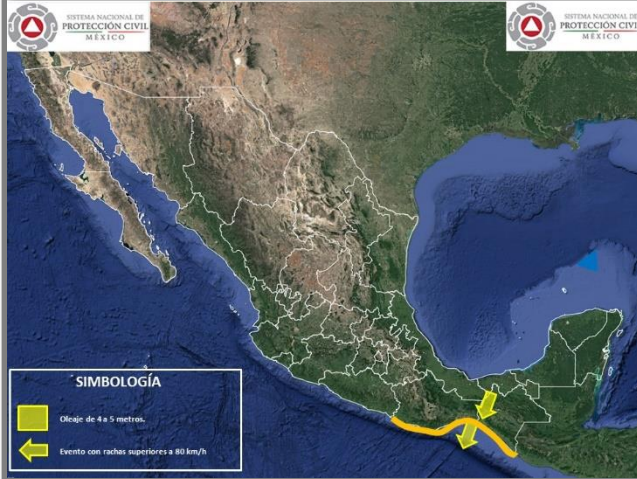 SISTEMA NACIONAL DE
PROTECCIÓN CIVIL
MÉXICO
SISTEMA NACIONAL DE
PROTECCIÓN CIVIL
MÉXICO
SIMBOLOGÍA
Oleaje de 4 a 5 metros.
Evento con rachas superiores a 80 km/h